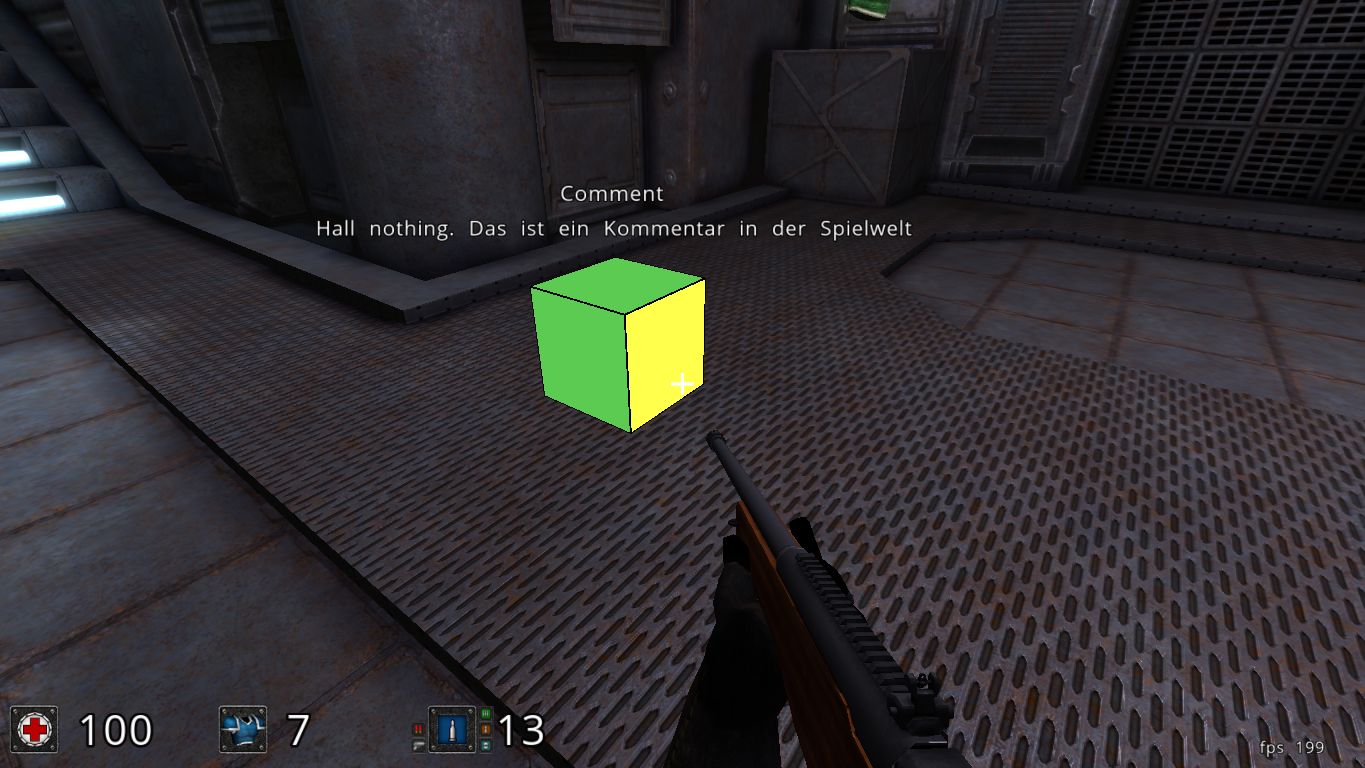 Comment
Hall nothing. Das ist ein Kommentar in der Spielwelt
100
7
13
fps 199